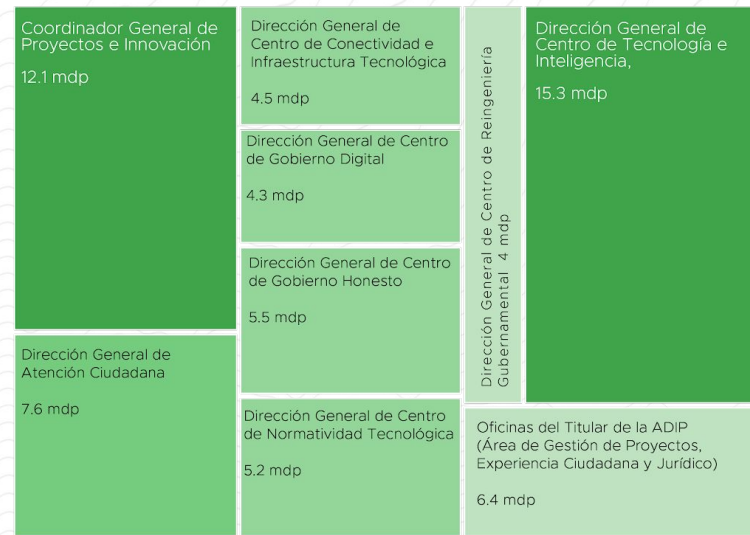 Coordinador General de
Proyectos e Innovación
12.1 mdp
Dirección General de
Atención Ciudadana
7.6 mdp
Dirección General de
Centro de Conectividad e
Infraestructura Tecnológica
4.5 mdp
Dirección General de Centro
de Gobierno Digital
4.3 mdp
Dirección General de Centro
de Gobierno Honesto
5.5 mdp
Dirección General de Centro
de Normatividad Tecnológica
5.2 mdp
Dirección General de Centro de Reingeniería
Gubernamental 4 mdp
Dirección General de
Centro de Tecnología e
Inteligencia,
15.3 mdp
Oficinas del Titular de la ADIP
(Área de Gestión de Proyectos,
Experiencia Ciudadana y Jurídico)
6.4 mdp